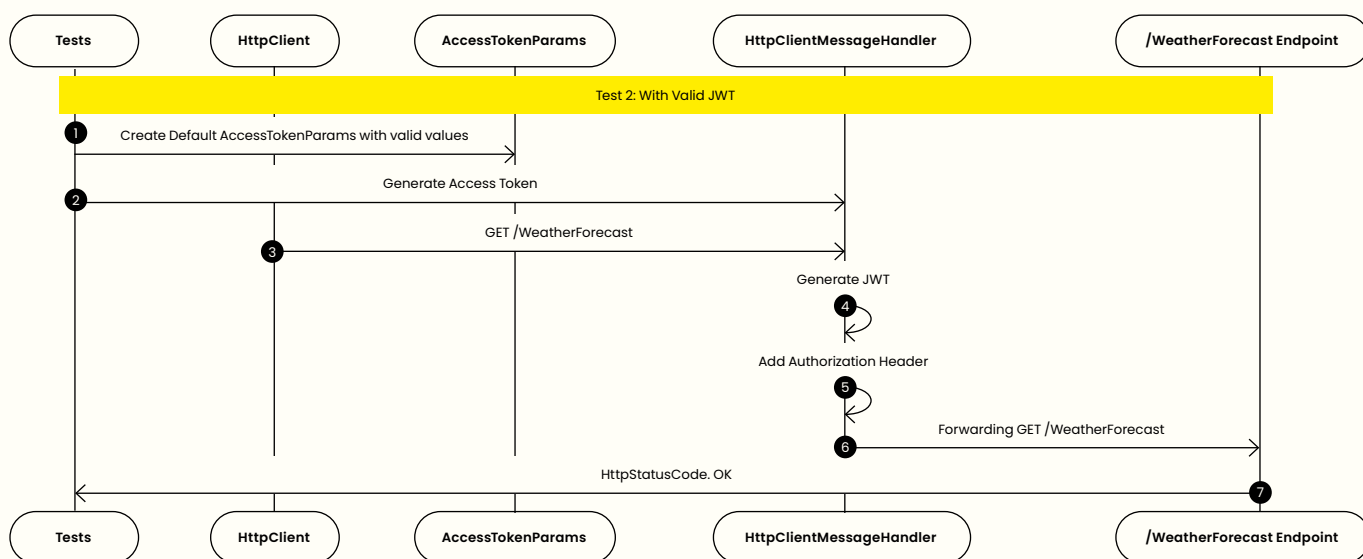 Tests
HttpClient
AccessTokenParams
HttpClientMessageHandler
/WeatherForecast Endpoint
Test 2: With Valid JWT
1
Create Default AccessTokenParams with valid values
Generate Access Token
2
GET /WeatherForecast
3
Generate JWT
4
Add Authorization Header
5
Forwarding GET /WeatherForecast
6
HttpStatusCode. OK
7
Tests
HttpClient
AccessTokenParams
HttpClientMessageHandler
/WeatherForecast Endpoint